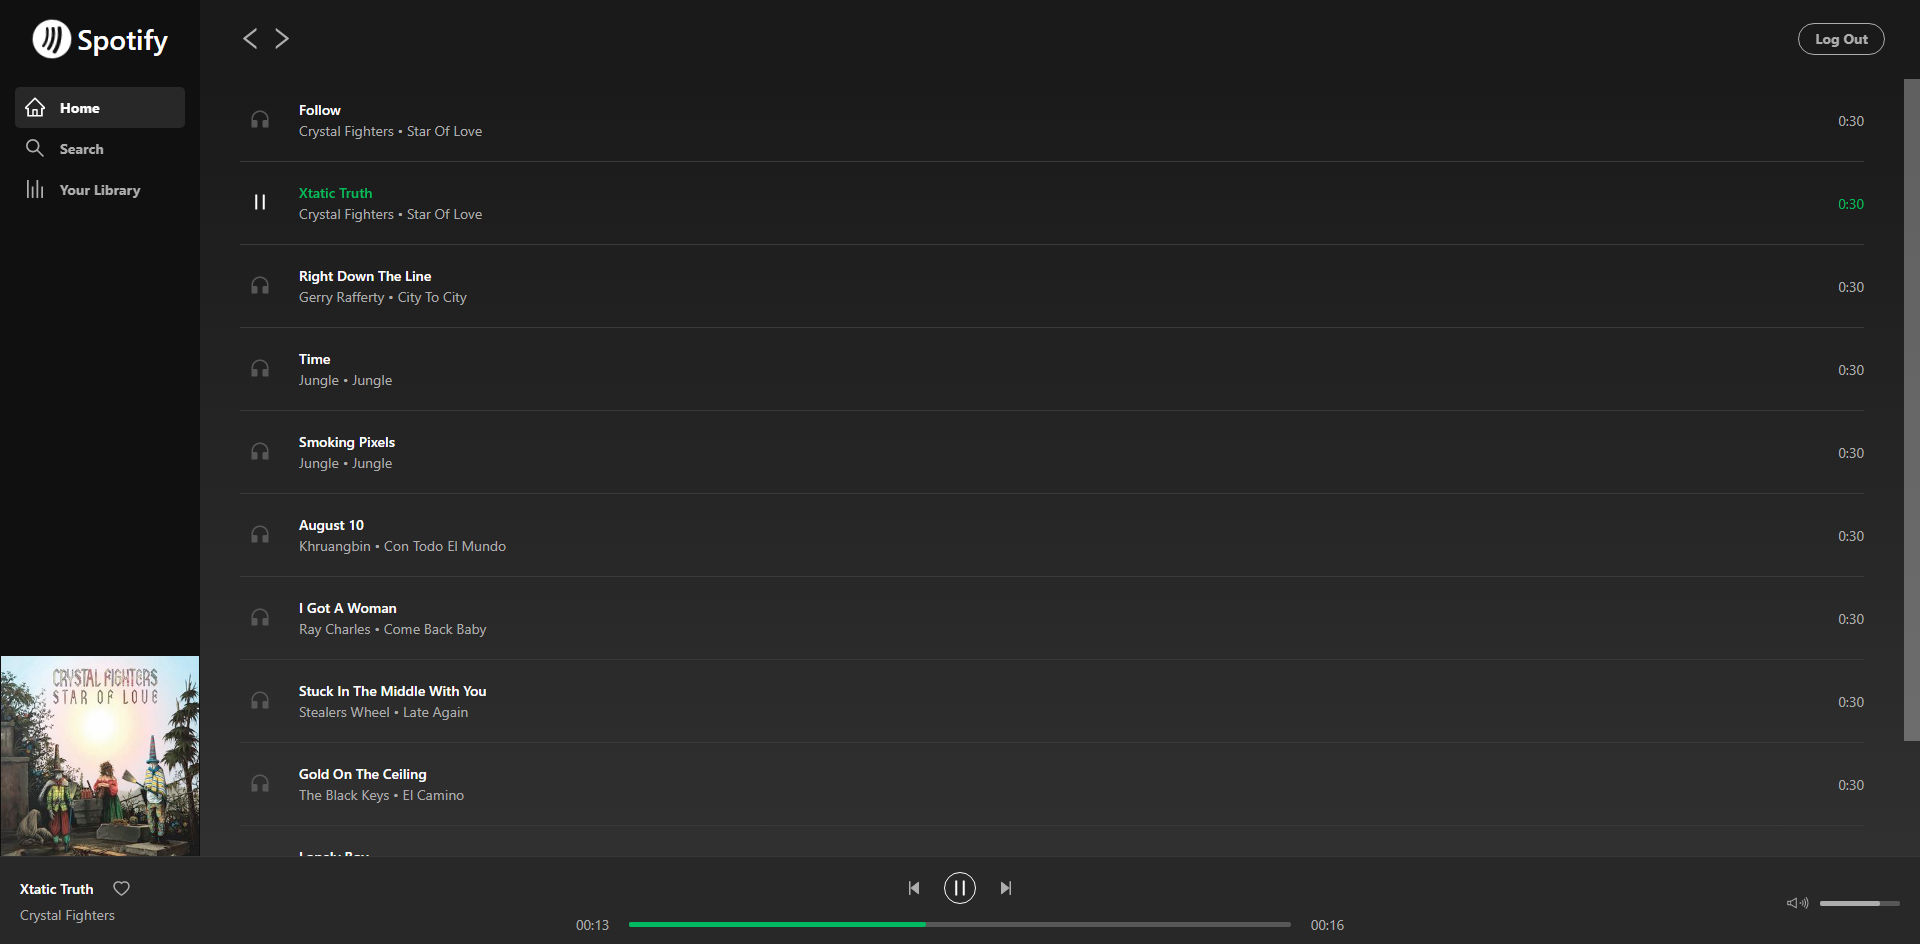 Spotify
Log Out
Home
Search
Your Library
Follow
Crystal Fighters • Star Of Love
0:30
Xtatic Truth
Crystal Fighters • Star Of Love
0:30
Right Down The Line
Gerry Rafferty • City To City
0:30
Time
Jungle • Jungle
0:30
Smoking Pixels
Jungle • Jungle
0:30
August 10
Khruangbin • Con Todo El Mundo
0:30
I Got A Woman
Ray Charles • Come Back Baby
0:30
Stuck In The Middle With You
Stealers Wheel • Late Again
0:30
Gold On The Ceiling
The Black Keys • El Camino
0:30
CRYSTAL FIGHTERS
STAR OF LOVE
Xtatic Truth
Crystal Fighters
00:13
00:16